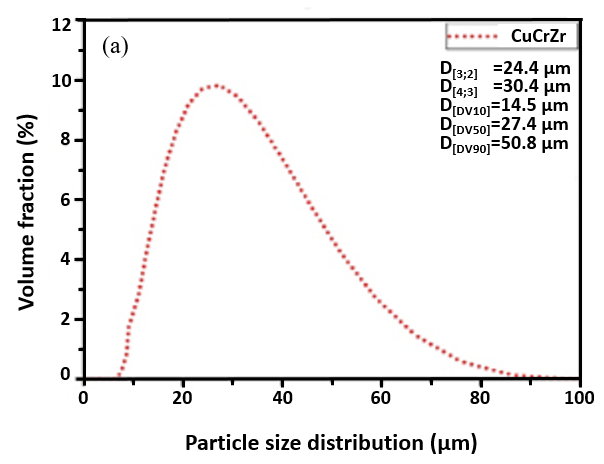 (a)
CuCrZr
D[3;2] =24.4 µm
D[4;3] =30.4 µm
D[DV10]=14.5 µm
D[DV50]=27.4 µm
D[DV90]=50.8 µm
Volume fraction (%)
12
10
8
6
4
2
0
0 20 40 60 80 100
Particle size distribution (µm)